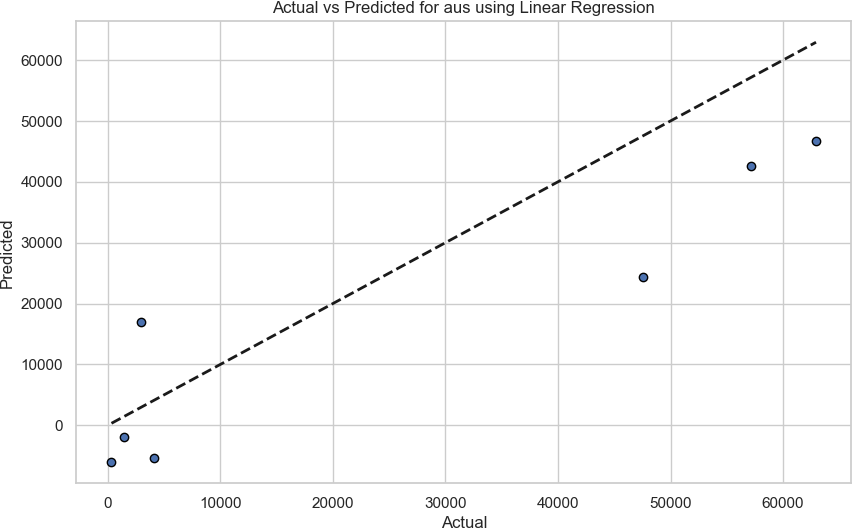 Actual vs Predicted for aus using Linear Regression
60000
50000
40000
30000
20000
10000
0
Predicted
0 10000 20000 30000 40000 50000 60000
Actual